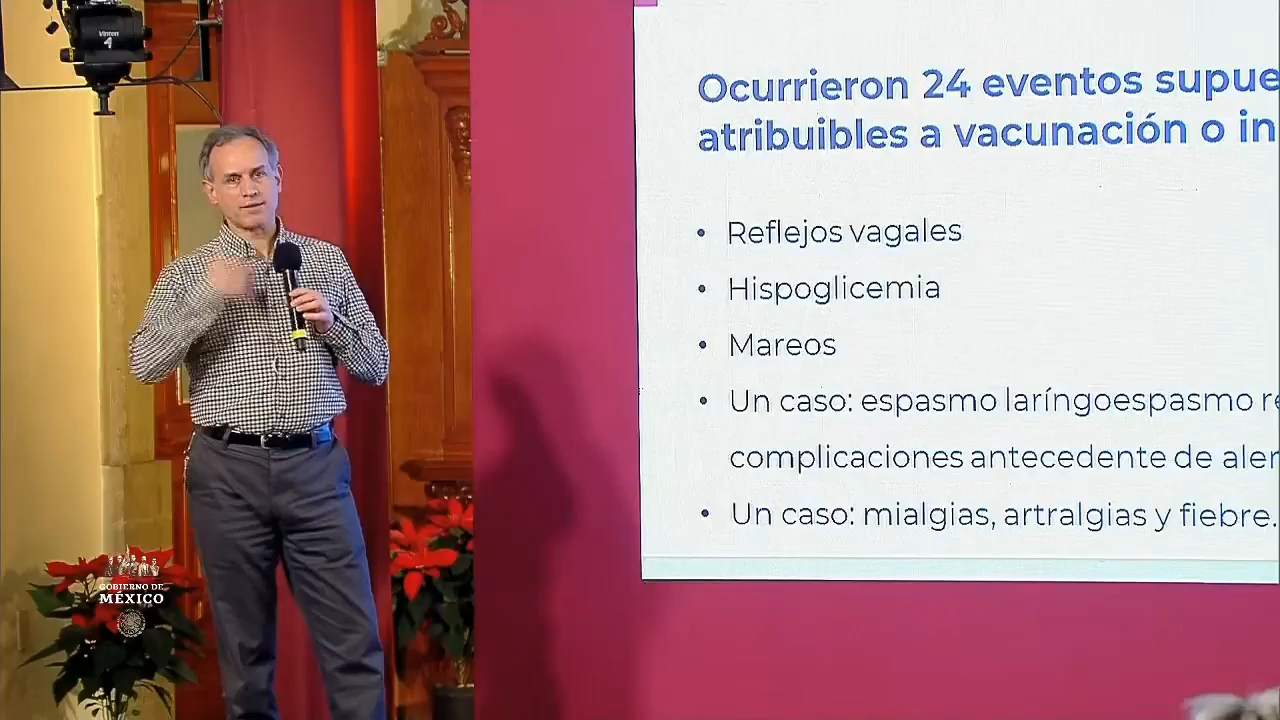 Vinten
Ocurrieron 24 eventos supue
atribuibles a vacunación o in
• Reflejos vagales
• Hispoglicemia
• Mareos
• Un caso: espasmo laríngoespasmo re
complicaciones antecedente de aler
• Un caso: mialgias, artralgias y fiebre.
GOBIERNO DE
MÉXICO